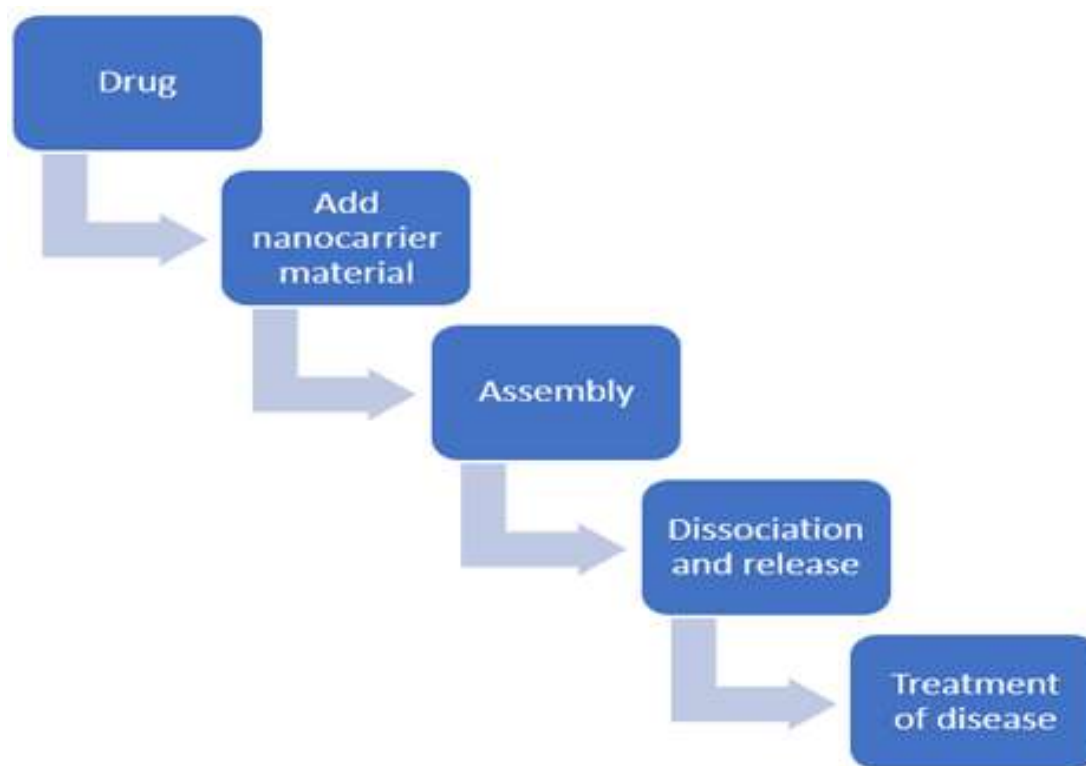 Drug
Add
nanocarrier
material
Assembly
Dissociation
and release
Treatment
of disease